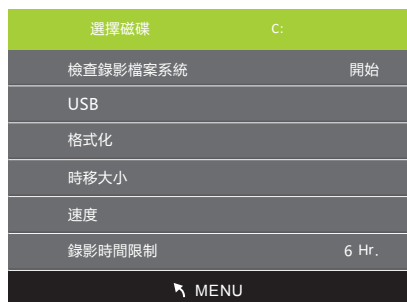 選擇磁碟 C:
檢查錄影檔案系統 開始
USB
格式化
時移大小
速度
錄影時間限制 6 Hr.
MENU